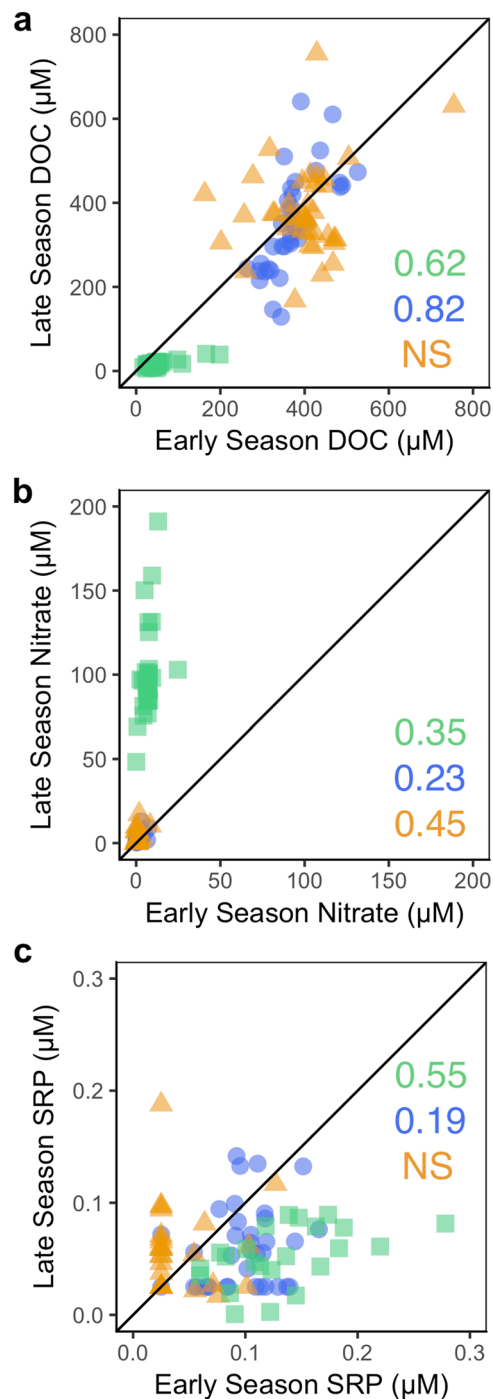 a
800
600
400
200
0
Late Season DOC (µM)
0.62
0.82
NS
0 200 400 600 800
Early Season DOC (µM)
b
200
150
100
50
0
Late Season Nitrate (µM)
0.35
0.23
0.45
0 50 100 150 200
Early Season Nitrate (µM)
c
0.3
0.2
0.1
0.0
Late Season SRP (µM)
0.55
0.19
NS
0.0 0.1 0.2 0.3
Early Season SRP (µM)